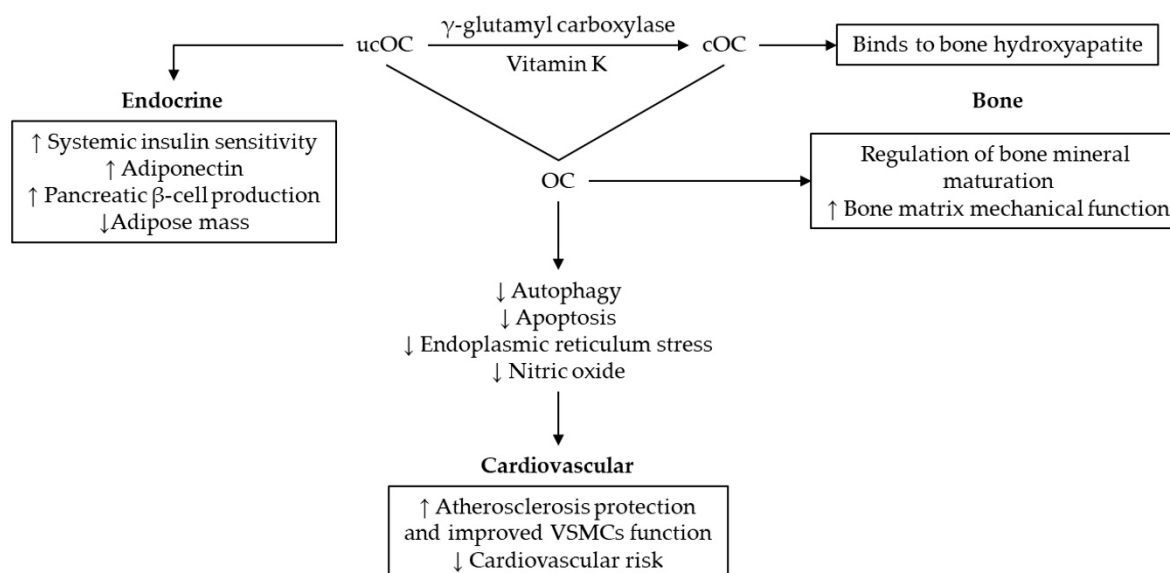 γ-glutamyl carboxylase
ucOC
cOC
Binds to bone hydroxyapatite
Vitamin K
Endocrine
Bone
↑ Systemic insulin sensitivity
↑ Adiponectin
↑ Pancreatic β-cell production
↓Adipose mass
Regulation of bone mineral
maturation
↑ Bone matrix mechanical function
OC
↓ Autophagy
↓ Apoptosis
↓ Endoplasmic reticulum stress
↓ Nitric oxide
Cardiovascular
↑ Atherosclerosis protection
and improved VSMCs function
↓ Cardiovascular risk